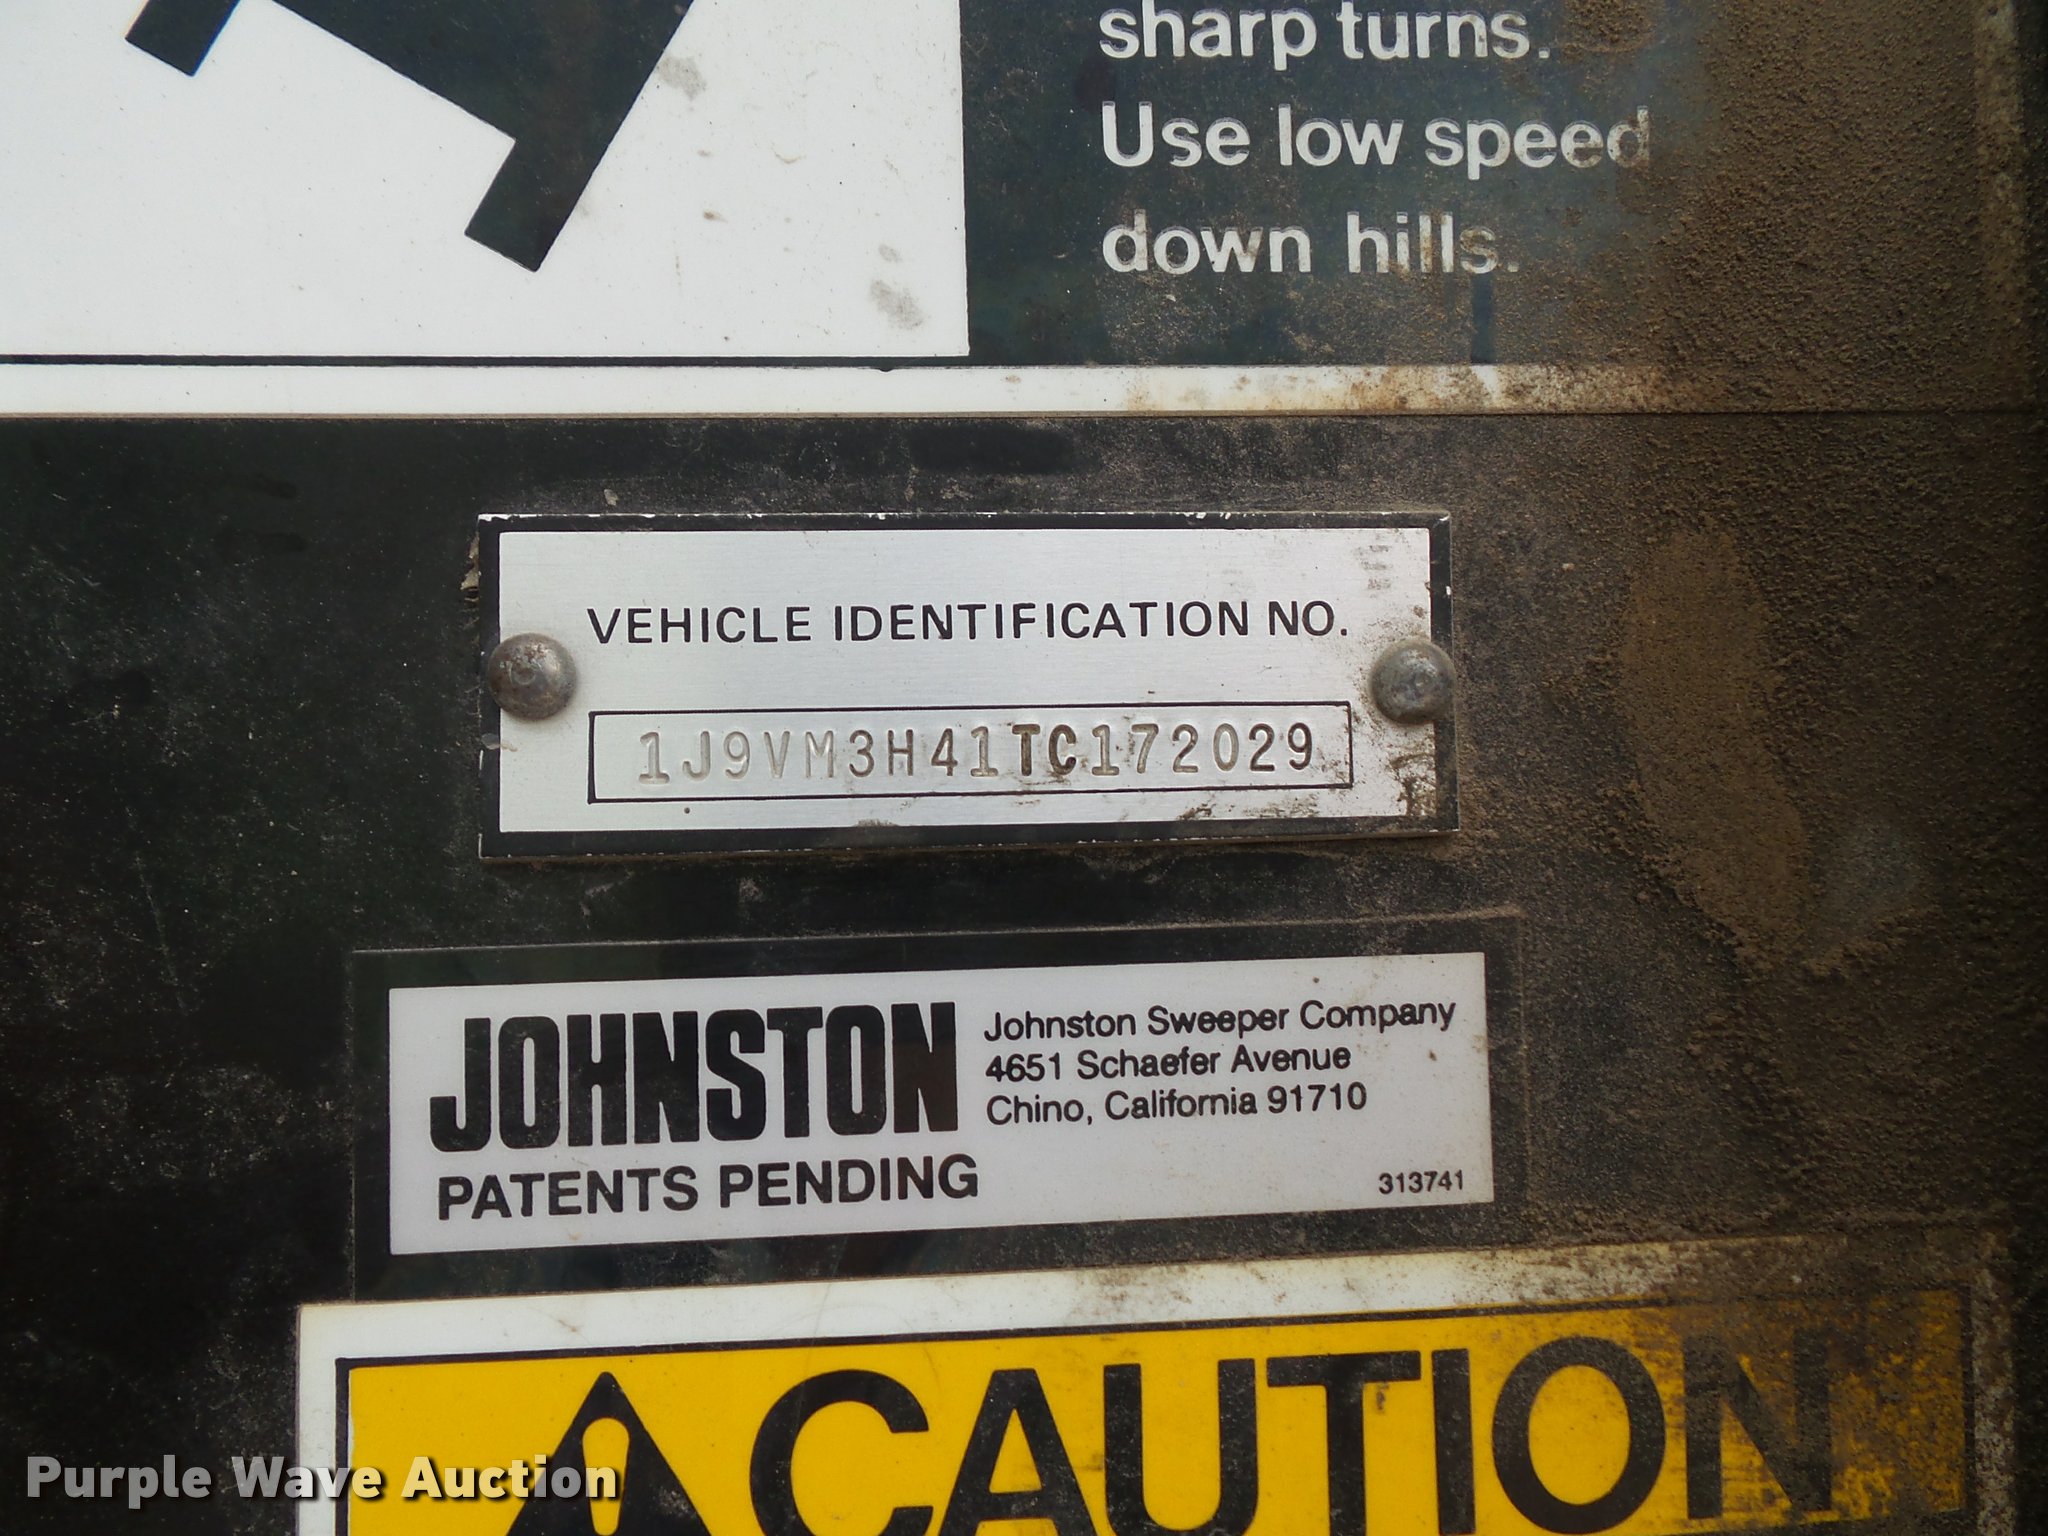 sharp turns.
Use low speed
down hills.
VEHICLE IDENTIFICATION NO.
1J9VM3H41TC172029
JOHNSTON
Johnston Sweeper Company
4651 Schaefer Avenue
Chino, California 91710
PATENTS PENDING
313741
CAUTION
Purple Wave Auction